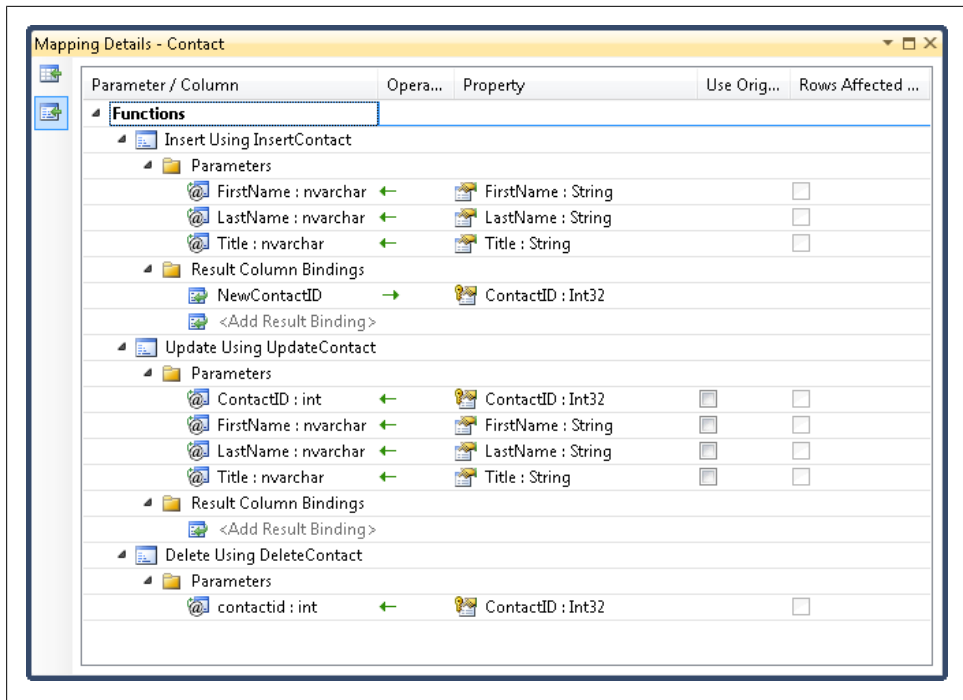 Mapping Details - Contact
Parameter / Column Opera... Property Use Orig... Rows Affected ...
Functions
Insert Using InsertContact
Parameters
FirstName : nvarchar ← FirstName : String
LastName : nvarchar ← LastName : String
Title : nvarchar ← Title : String
Result Column Bindings
NewContactID → ContactID : Int32
<Add Result Binding>
Update Using UpdateContact
Parameters
ContactID : int ← ContactID : Int32
FirstName : nvarchar ← FirstName : String
LastName : nvarchar ← LastName : String
Title : nvarchar ← Title : String
Result Column Bindings
<Add Result Binding>
Delete Using DeleteContact
Parameters
contactid : int ← ContactID : Int32